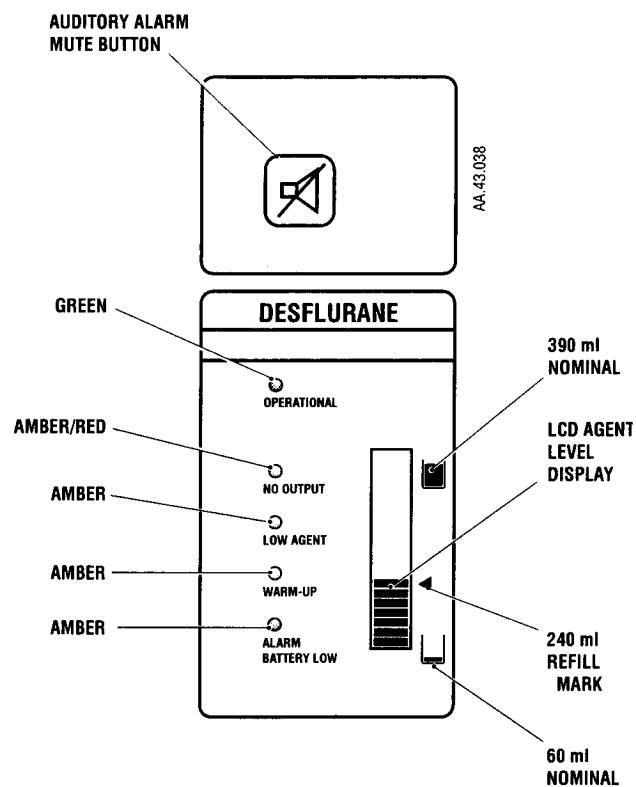 AUDITORY ALARM
MUTE BUTTON
AA.43.038
DESFLURANE
GREEN
OPERATIONAL
390 ml
NOMINAL
AMBER/RED
NO OUTPUT
LCD AGENT
LEVEL
DISPLAY
AMBER
LOW AGENT
AMBER
WARM-UP
AMBER
ALARM
BATTERY LOW
240 ml
REFILL
MARK
60 ml
NOMINAL